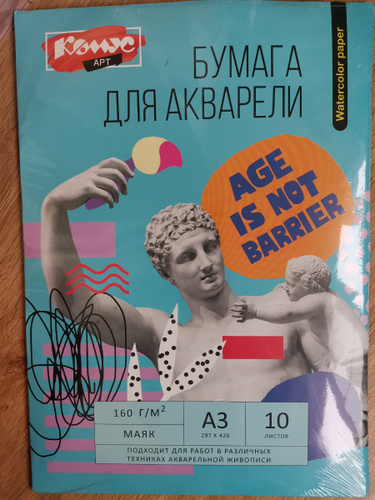 Комус
АРТ
БУМАГА
ДЛЯ АКВАРЕЛИ
Watercolor paper
AGE
IS NOT
BARRIER
160 Г/М²
МАЯК
А3
297 X 420
10
ЛИСТОВ
ПОДХОДИТ ДЛЯ РАБОТ В РАЗЛИЧНЫХ
ТЕХНИКАХ АКВАРЕЛЬНОЙ ЖИВОПИСИ